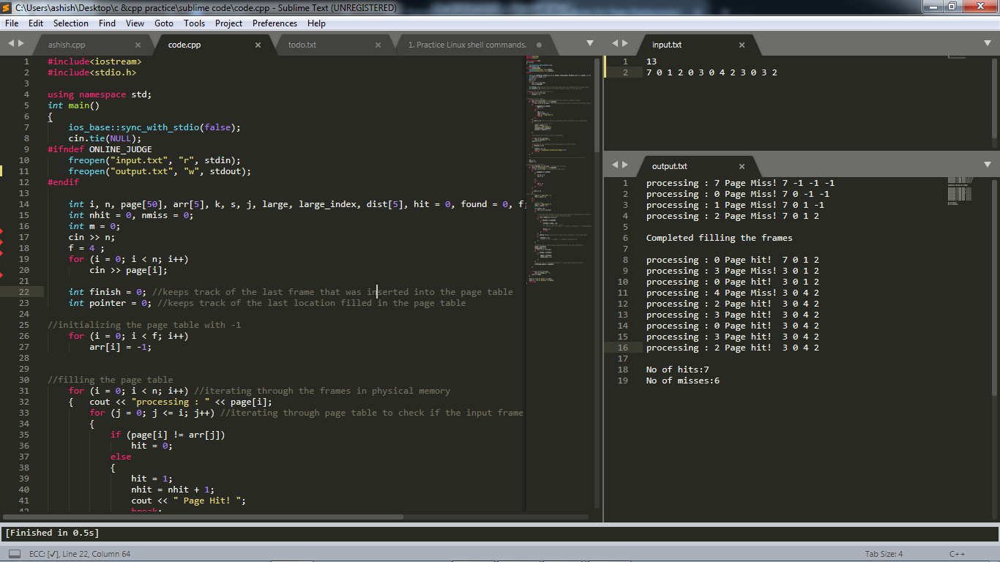 C:\Users\ashish\Desktop\c &cpp practice\sublime code\code.cpp - Sublime Text (UNREGISTERED)
File Edit Selection Find View Goto Tools Project Preferences Help
ashish.cpp code.cpp todo.txt 1. Practice Linux shell commands.
1 #include<iostream>
2 #include<stdio.h>
3
4 using namespace std;
5 int main()
6 {
7 ios_base::sync_with_stdio(false);
8 cin.tie(NULL);
9 #ifndef ONLINE_JUDGE
10 freopen("input.txt", "r", stdin);
11 freopen("output.txt", "w", stdout);
12 #endif
13
14 int i, n, page[50], arr[5], k, s, j, large, large_index, dist[5], hit = 0, found = 0, f;
15 int nhit = 0, nmiss = 0;
16 int m = 0;
17 cin >> n;
18 f = 4 ;
19 for (i = 0; i < n; i++)
20 cin >> page[i];
21
22 int finish = 0; //keeps track of the last frame that was inserted into the page table
23 int pointer = 0; //keeps track of the last location filled in the page table
24
25 //initializing the page table with -1
26 for (i = 0; i < f; i++)
27 arr[i] = -1;
28
29
30 //filling the page table
31 for (i = 0; i < n; i++) //iterating through the frames in physical memory
32 { cout << "processing : " << page[i];
33 for (j = 0; j <= i; j++) //iterating through page table to check if the input frame
34 {
35 if (page[i] != arr[j])
36 hit = 0;
37 else
38 {
39 hit = 1;
40 nhit = nhit + 1;
41 cout << " Page Hit! ";
42 break;
input.txt
1 13
2 7 0 1 2 0 3 0 4 2 3 0 3 2
output.txt
1 processing : 7 Page Miss! 7 -1 -1 -1
2 processing : 0 Page Miss! 7 0 -1 -1
3 processing : 1 Page Miss! 7 0 1 -1
4 processing : 2 Page Miss! 7 0 1 2
5
6 Completed filling the frames
7
8 processing : 0 Page hit! 7 0 1 2
9 processing : 3 Page Miss! 3 0 1 2
10 processing : 0 Page hit! 3 0 1 2
11 processing : 4 Page Miss! 3 0 4 2
12 processing : 2 Page hit! 3 0 4 2
13 processing : 3 Page hit! 3 0 4 2
14 processing : 0 Page hit! 3 0 4 2
15 processing : 3 Page hit! 3 0 4 2
16 processing : 2 Page hit! 3 0 4 2
17
18 No of hits:7
19 No of misses:6
[Finished in 0.5s]
ECC: [✓], Line 22, Column 64
Tab Size: 4
C++